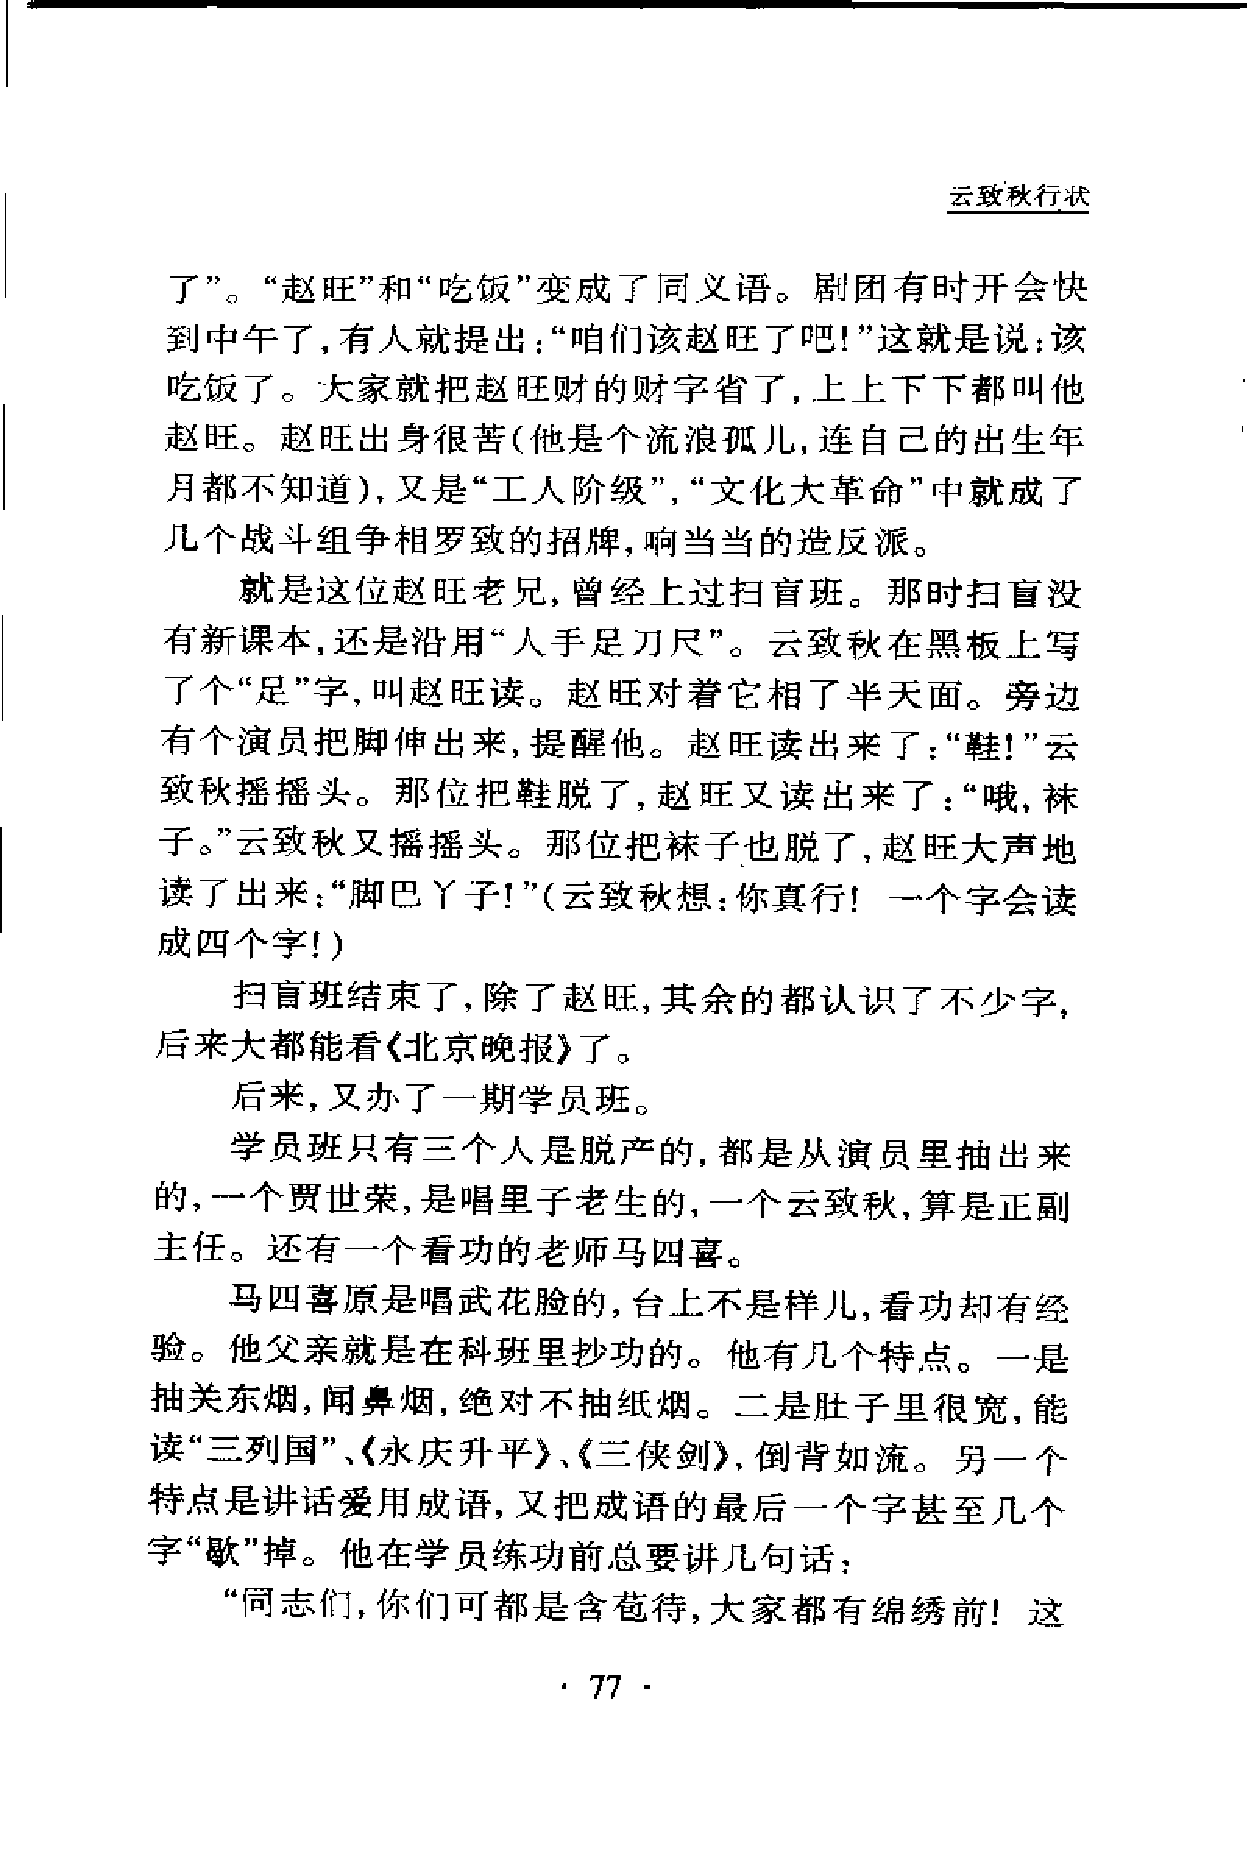 云致秋行状
了”。“赵旺”和“吃饭”变成了同义语。剧团有时开会快
到中午了,有人就提出:“咱们该赵旺了吧!”这就是说:该
吃饭了。大家就把赵旺财的财字省了,上上下下都叫他
赵旺。赵旺出身很苦(他是个流浪孤儿,连自己的出生年
月都不知道),又是“工人阶级”,“文化大革命”中就成了
几个战斗组争相罗致的招牌,响当当的造反派。
就是这位赵旺老兄,曾经上过扫盲班。那时扫盲没
有新课本,还是沿用“人手足刀尺”。云致秋在黑板上写
了个“足”字,叫赵旺读。赵旺对着它相了半天面。旁边
有个演员把脚伸出来,提醒他。赵旺读出来了:“鞋!”云
致秋摇摇头。那位把鞋脱了,赵旺又读出来了:“哦,袜
子。”云致秋又摇摇头。那位把袜子也脱了,赵旺大声地
读了出来:“脚巴丫子!”(云致秋想:你真行! 一个字会读
成四个字!)
扫盲班结束了,除了赵旺,其余的都认识了不少字,
后来大都能看《北京晚报》了。
后来,又办了一期学员班。
学员班只有三个人是脱产的,都是从演员里抽出来
的,一个贾世荣,是唱里子老生的,一个云致秋,算是正副
主任。还有一个看功的老师马四喜。
马四喜原是唱武花脸的,台上不是样儿,看功却有经
验。他父亲就是在科班里抄功的。他有几个特点。一是
抽关东烟,闻鼻烟,绝对不抽纸烟。二是肚子里很宽,能
读“三列国”、《永庆升平》、《三侠剑》,倒背如流。另一个
特点是讲话爱用成语,又把成语的最后一个字甚至几个
字“歇”掉。他在学员练功前总要讲几句话:
“同志们,你们可都是含苞待,大家都有绵绣前! 这
· 77 ·